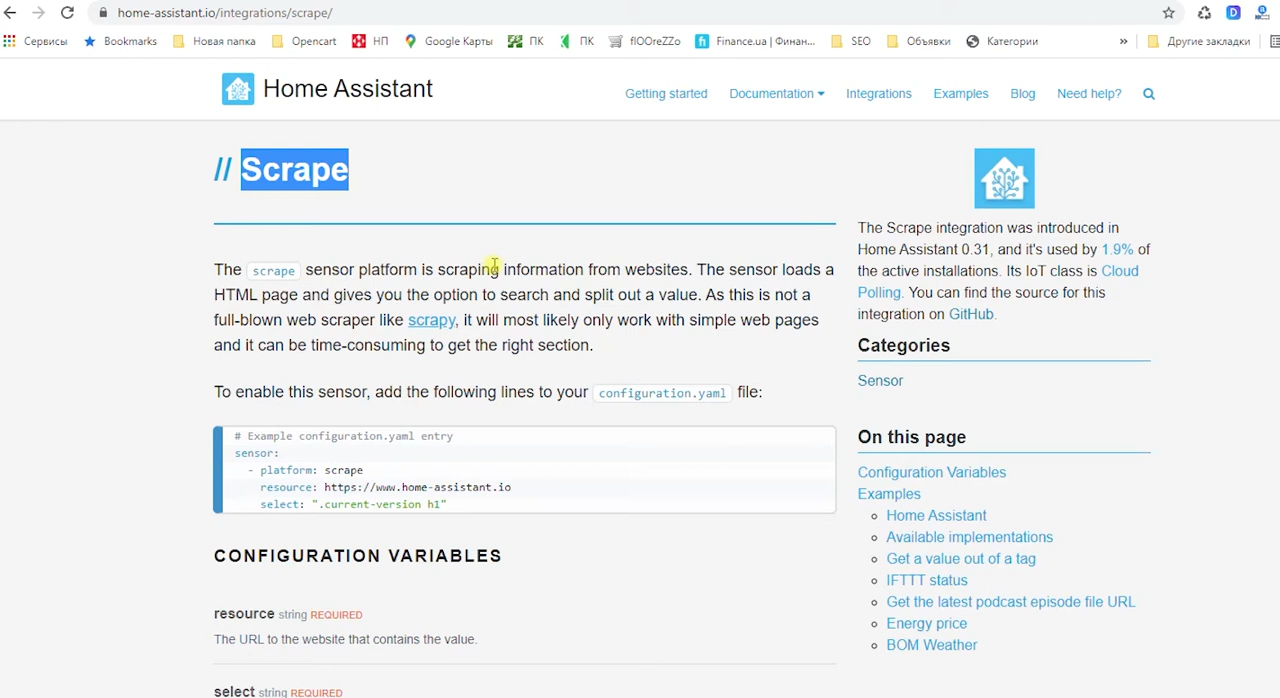 home-assistant.io/integrations/scrape/
Сервисы Bookmarks Новая папка Opencart НП Google Карты ПК ПК flOOreZZo Finance.ua | Финан... SEO Объявки Категории » Другие закладки
Home Assistant
Getting started Documentation Integrations Examples Blog Need help?
// Scrape
The scrape sensor platform is scraping information from websites. The sensor loads a
HTML page and gives you the option to search and split out a value. As this is not a
full-blown web scraper like scrapy, it will most likely only work with simple web pages
and it can be time-consuming to get the right section.
To enable this sensor, add the following lines to your configuration.yaml file:
# Example configuration.yaml entry
sensor:
- platform: scrape
resource: https://www.home-assistant.io
select: ".current-version h1"
CONFIGURATION VARIABLES
resource string REQUIRED
The URL to the website that contains the value.
select string REQUIRED
The Scrape integration was introduced in
Home Assistant 0.31, and it's used by 1.9% of
the active installations. Its IoT class is Cloud
Polling. You can find the source for this
integration on GitHub.
Categories
Sensor
On this page
Configuration Variables
Examples
Home Assistant
Available implementations
Get a value out of a tag
IFTTT status
Get the latest podcast episode file URL
Energy price
BOM Weather